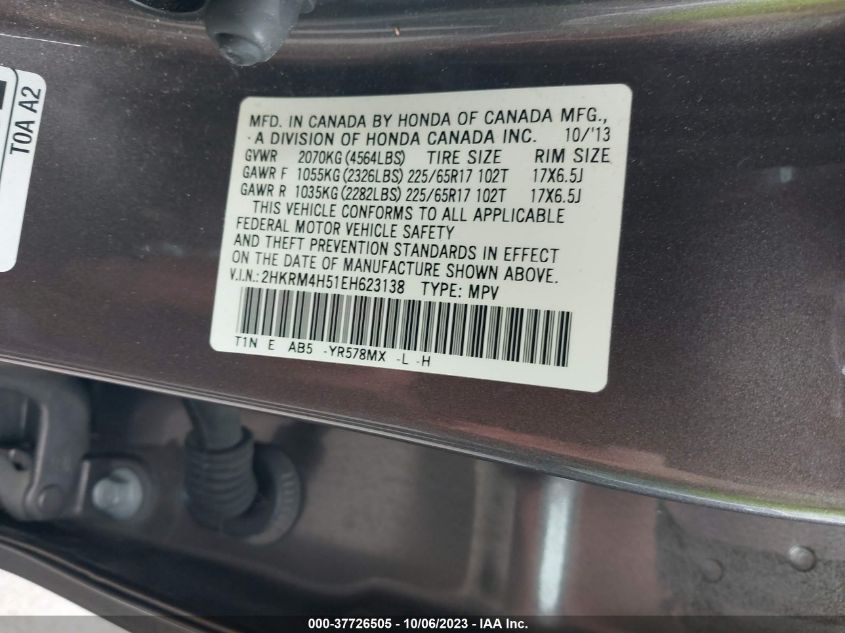 TOA A2
MFD. IN CANADA BY HONDA OF CANADA MFG.,
A DIVISION OF HONDA CANADA INC. 10/'13
GVWR 2070KG (4564LBS) TIRE SIZE RIM SIZE
GAWR F 1055KG (2326LBS) 225/65R17 102T 17X6.5J
GAWR R 1035KG (2282LBS) 225/65R17 102T 17X6.5J
THIS VEHICLE CONFORMS TO ALL APPLICABLE
FEDERAL MOTOR VEHICLE SAFETY
AND THEFT PREVENTION STANDARDS IN EFFECT
ON THE DATE OF MANUFACTURE SHOWN ABOVE.
V.I.N.: 2HKRM4H51EH623138 TYPE: MPV
T1N E AB5 -YR578MX -L -H
000-37726505 - 10/06/2023 - IAA Inc.